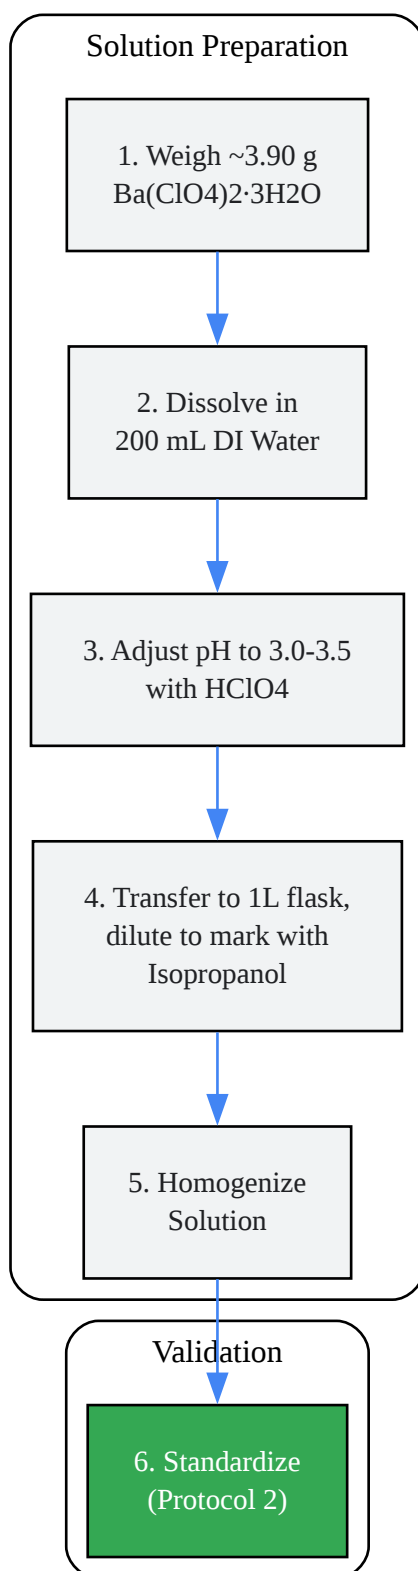 Solution Preparation
1. Weigh ~3.90 g
Ba(ClO4)2·3H2O
2. Dissolve in
200 mL DI Water
3. Adjust pH to 3.0-3.5
with HClO4
4. Transfer to 1L flask,
dilute to mark with
Isopropanol
5. Homogenize
Solution
Validation
6. Standardize
(Protocol 2)